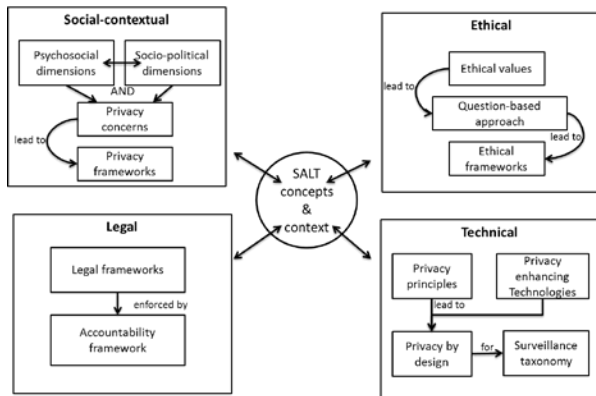 Social-contextual
Psychosocial
dimensions
Socio-political
dimensions
AND
Privacy
concerns
lead to
Privacy frameworks
Ethical
Ethical values
lead to
Question-based
approach
lead to
Ethical
frameworks
SALT
concepts
&
context
Legal
Legal frameworks
enforced by
Accountability
framework
Technical
Privacy
principles
Privacy
enhancing
Technologies
lead to
Privacy by
design
for
Surveillance
taxonomy